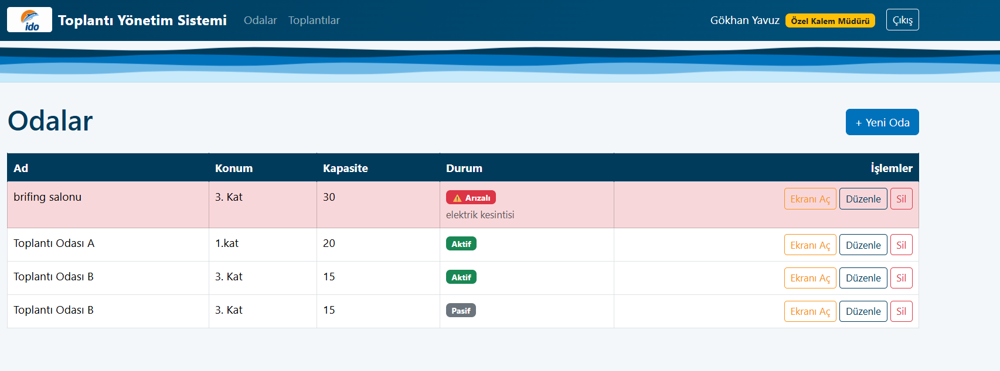 ido Toplantı Yönetim Sistemi Odalar Toplantılar Gökhan Yavuz Özel Kalem Müdürü Çıkış
Odalar + Yeni Oda
Ad Konum Kapasite Durum İşlemler
brifing salonu 3. Kat 30 Arızalı Ekranı Aç Düzenle Sil
elektrik kesintisi
Toplantı Odası A 1.kat 20 Aktif Ekranı Aç Düzenle Sil
Toplantı Odası B 3. Kat 15 Aktif Ekranı Aç Düzenle Sil
Toplantı Odası B 3. Kat 15 Pasif Ekranı Aç Düzenle Sil